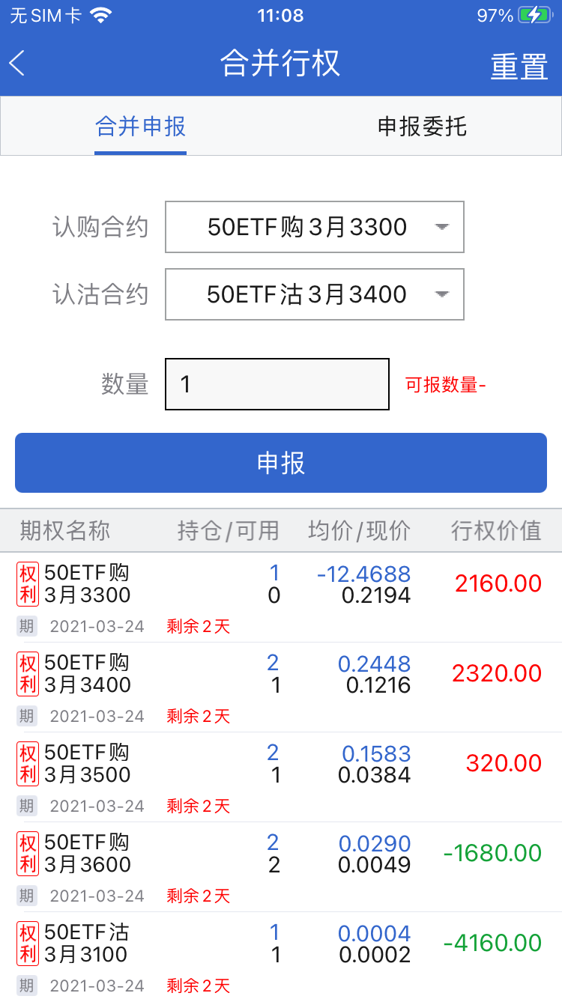 无SIM卡 11:08 97%
合并行权 重置
合并申报 申报委托
认购合约 50ETF购3月3300
认沽合约 50ETF沽3月3400
数量 1 可报数量-
申报
期权名称 持仓/可用 均价/现价 行权价值
权利 50ETF购 1 -12.4688 2160.00
3月3300 0 0.2194
期 2021-03-24 剩余2天
权利 50ETF购 2 0.2448 2320.00
3月3400 1 0.1216
期 2021-03-24 剩余2天
权利 50ETF购 2 0.1583 320.00
3月3500 1 0.0384
期 2021-03-24 剩余2天
权利 50ETF购 2 0.0290 -1680.00
3月3600 2 0.0049
期 2021-03-24 剩余2天
权利 50ETF沽 1 0.0004 -4160.00
3月3100 1 0.0002
期 2021-03-24 剩余2天